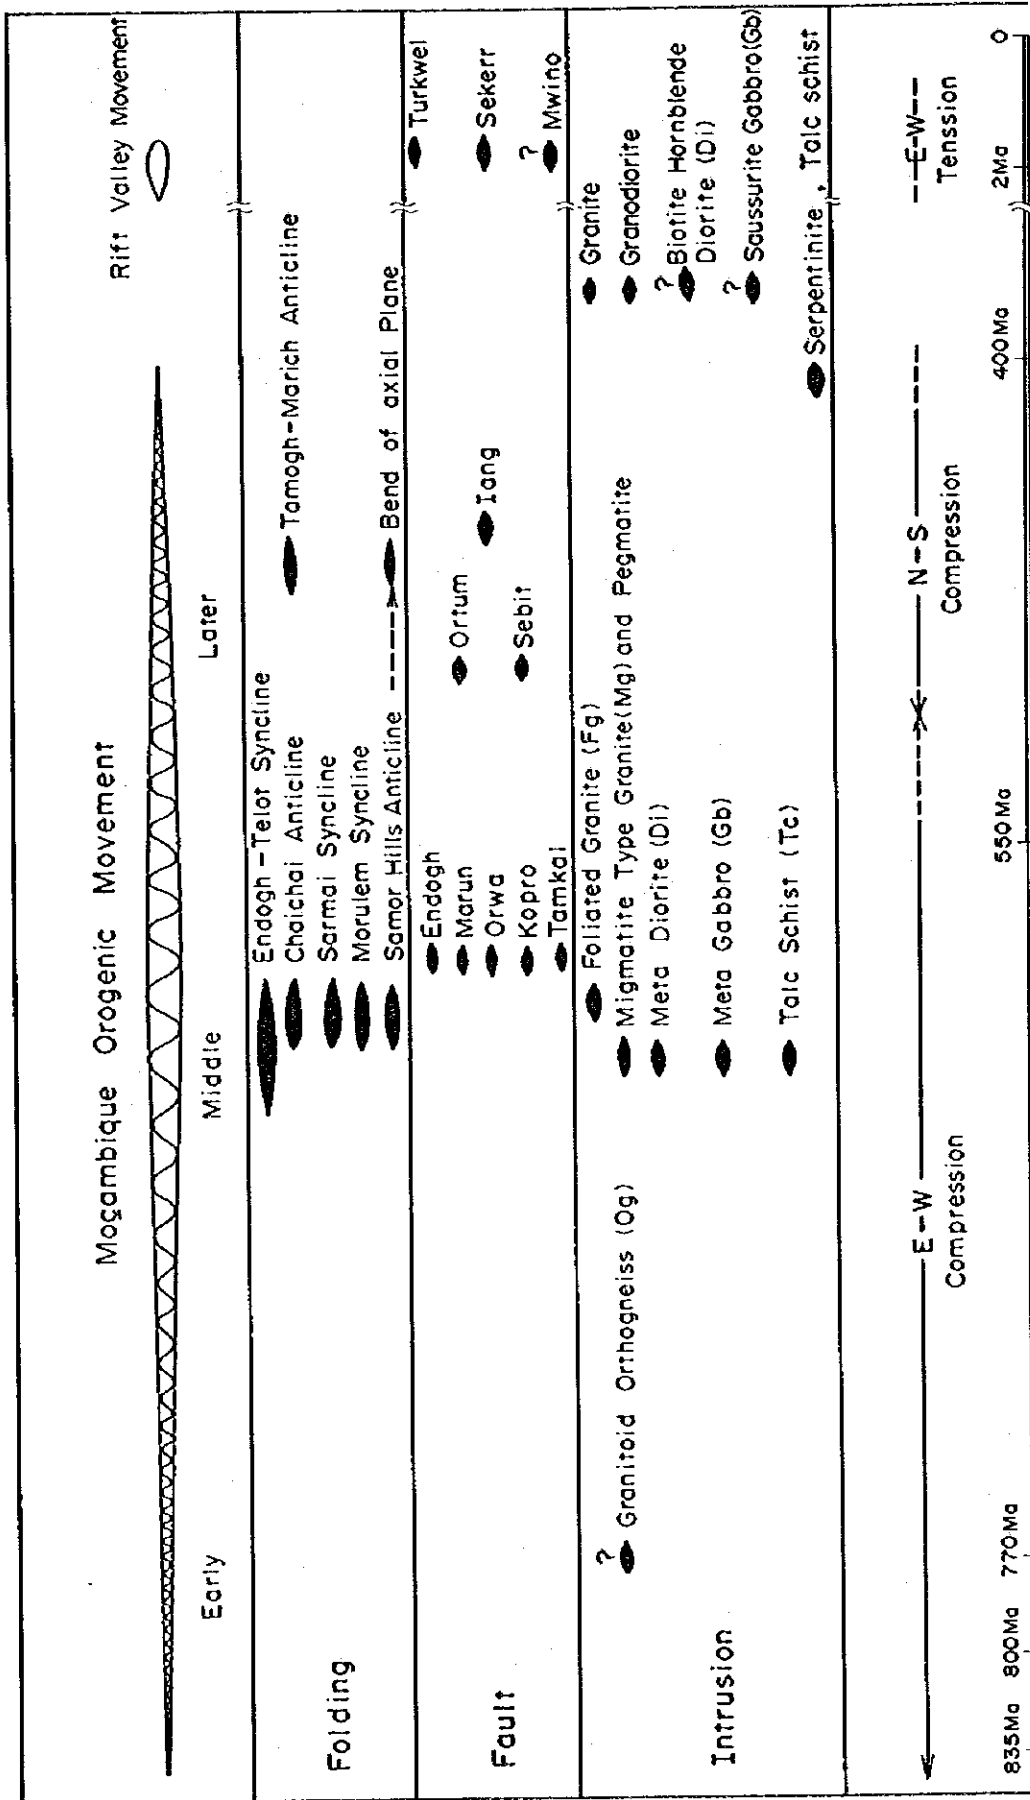 Moçambique Orogenic Movement
Rift Valley Movement
Early
Middle
Later
Folding
Endogh-Telot Syncline
Chaichai Anticline
Sarmai Syncline
Morulem Syncline
Samor Hills Anticline
Tamogh-Marich Anticline
Bend of axial Plane
Fault
Endogh
Marun
Orwa
Kopro
Tamkal
Ortum
Sebit
Iang
Turkwel
Sekerr
?
Mwino
Intrusion
?
Granitoid Orthogneiss (Og)
Foliated Granite (Fg)
Migmatite Type Granite(Mg) and Pegmatite
Meta Diorite (Di)
Meta Gabbro (Gb)
Talc Schist (Tc)
Granite
Granodiorite
?
Biotite Hornblende
Diorite (Di)
?
Saussurite Gabbro(Gb)
Serpentinite, Talc schist
E-W
Compression
N-S
Compression
E-W
Tenssion
835Ma
800Ma
770Ma
550Ma
400Ma
2Ma
0